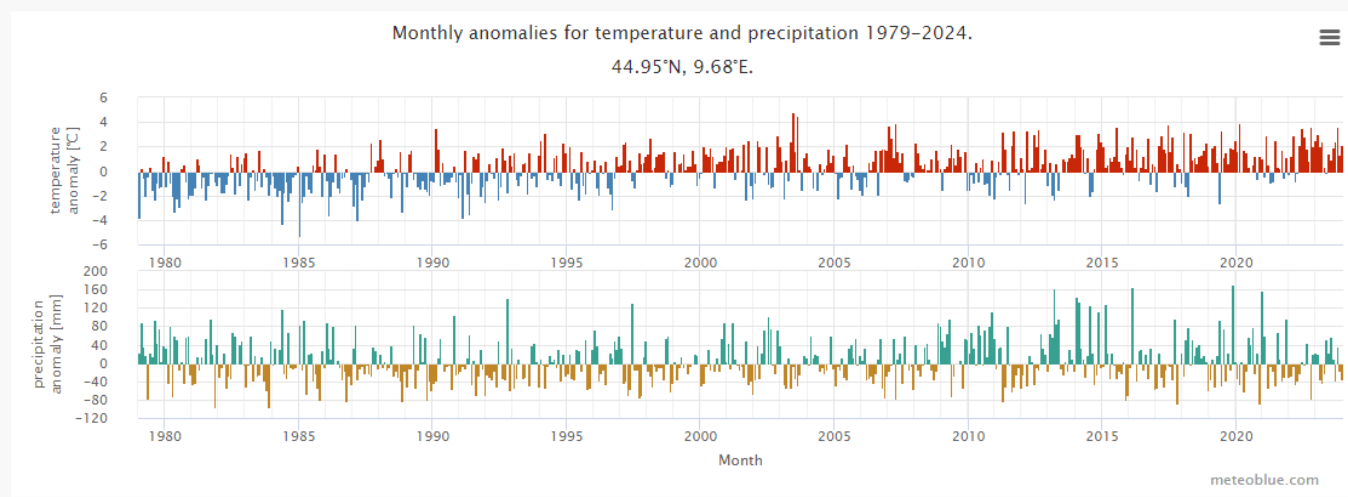 Monthly anomalies for temperature and precipitation 1979–2024.
44.95°N, 9.68°E.
temperature
anomaly [°C]
6
4
2
0
−2
−4
−6
1980 1985 1990 1995 2000 2005 2010 2015 2020
precipitation
anomaly [mm]
200
160
120
80
40
0
−40
−80
−120
1980 1985 1990 1995 2000 2005 2010 2015 2020
Month
meteoblue.com